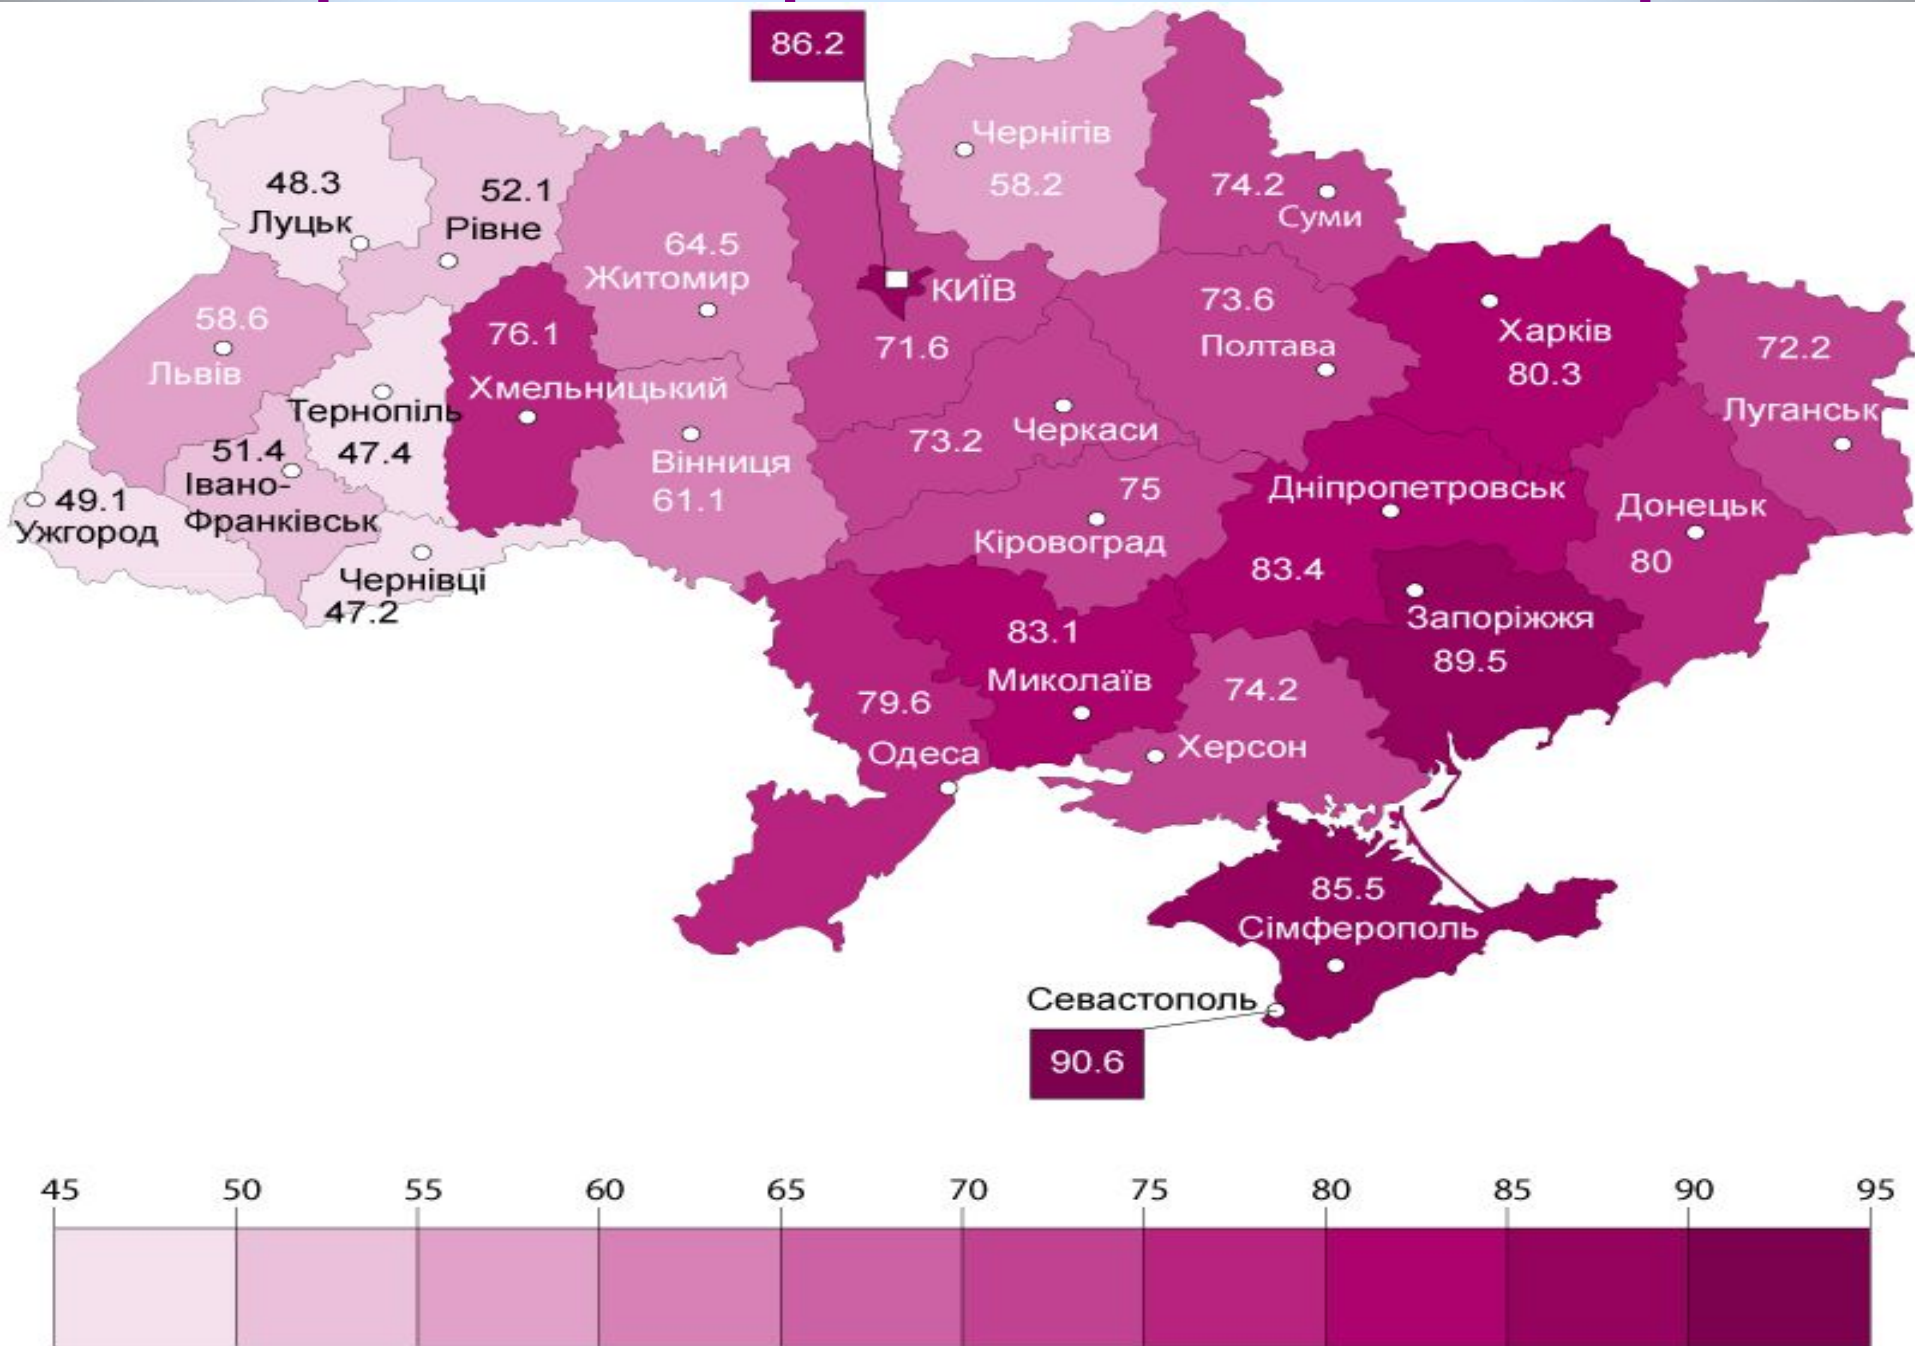 86.2
Чернігів
58.2
48.3
Луцьк
52.1
Рівне
74.2
Суми
64.5
Житомир
КИЇВ
71.6
73.6
Полтава
Харків
80.3
72.2
Луганськ
58.6
Львів
76.1
Хмельницький
Тернопіль
47.4
51.4
Івано-
Франківськ
49.1
Ужгород
Вінниця
61.1
73.2
Черкаси
75
Кіровоград
Дніпропетровськ
83.4
Донецьк
80
Чернівці
47.2
Запоріжжя
89.5
83.1
Миколаїв
79.6
Одеса
74.2
Херсон
85.5
Сімферополь
Севастополь
90.6
45 50 55 60 65 70 75 80 85 90 95